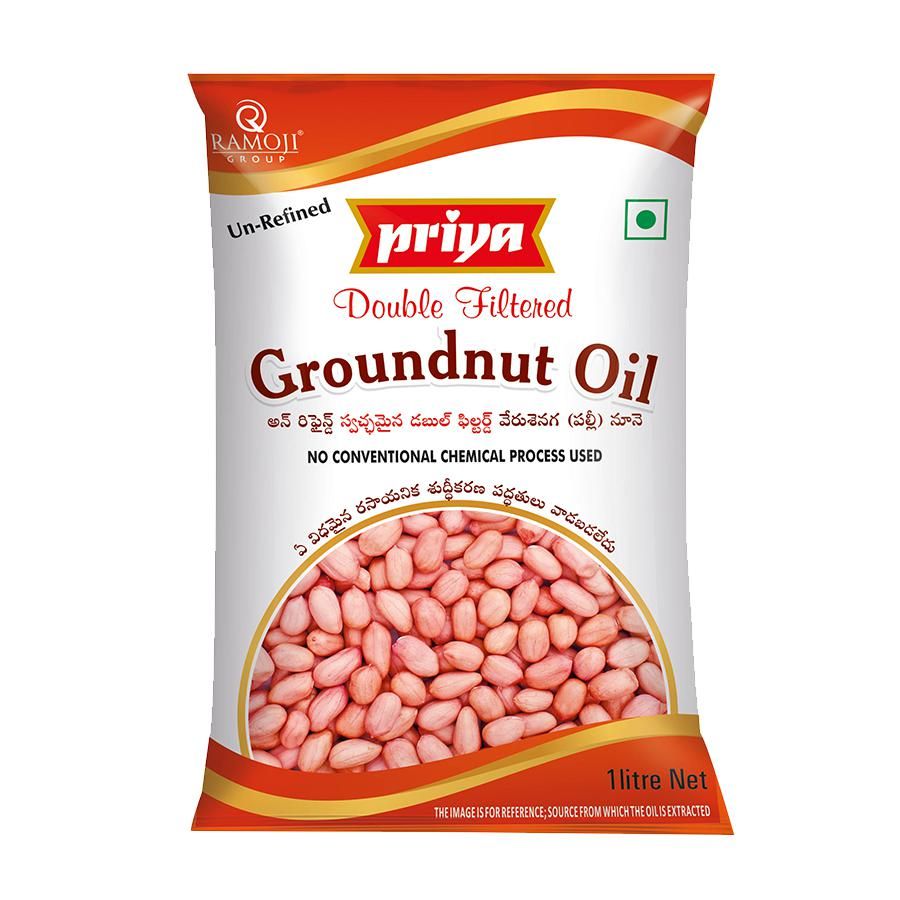 RAMOJI®
GROUP
Un-Refined
priya
Double Filtered
Groundnut Oil
అన్ రిఫైన్డ్ స్వచ్ఛమైన డబుల్ ఫిల్టర్డ్ వేరుశెనగ (పల్లీ) నూనె
NO CONVENTIONAL CHEMICAL PROCESS USED
ఏ విధమైన రసాయనిక శుద్ధీకరణ పద్ధతులు వాడబడలేదు
1litre Net
THE IMAGE IS FOR REFERENCE; SOURCE FROM WHICH THE OIL IS EXTRACTED